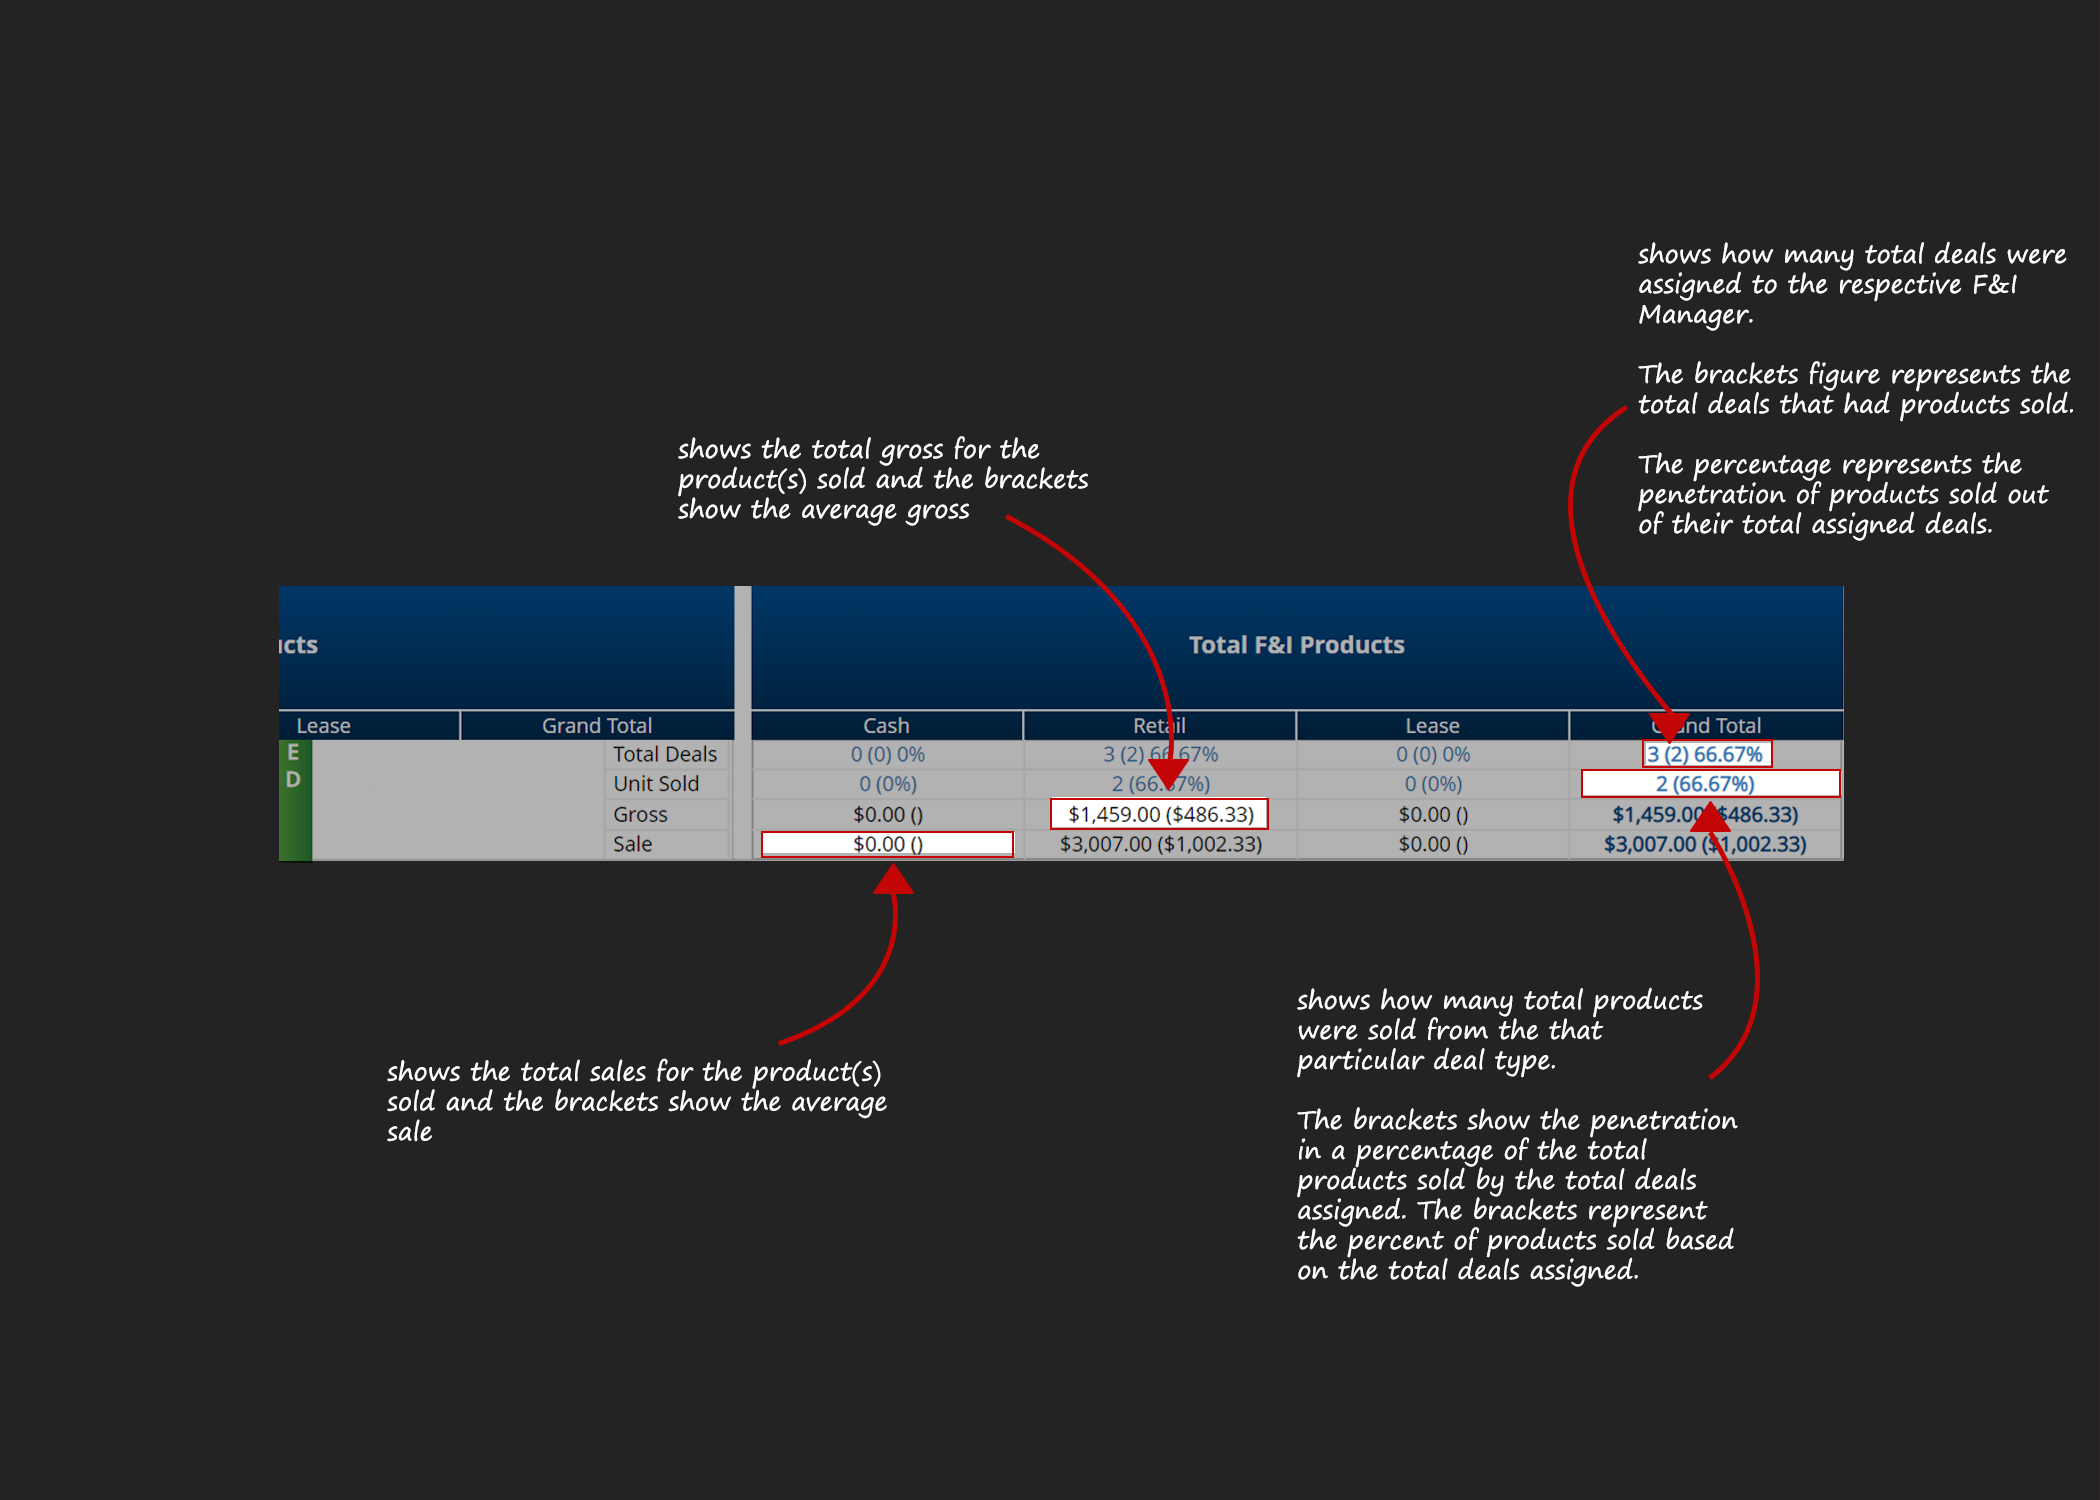 shows how many total deals were
assigned to the respective F&I
Manager.
The brackets figure represents the
total deals that had products sold.
The percentage represents the
penetration of products sold out
of their total assigned deals.
shows the total gross for the
product(s) sold and the brackets
show the average gross
Total F&I Products
Lease Grand Total Cash Retail Lease Total
E Total Deals 0 (0) 0% 3 (2) 66.67% 0 (0) 0% 3 (2) 66.67%
D Unit Sold 0 (0%) 2 (66.67%) 0 (0%) 2 (66.67%)
Gross $0.00 () $1,459.00 ($486.33) $0.00 () $1,459.00 ($486.33)
Sale $0.00 () $3,007.00 ($1,002.33) $0.00 () $3,007.00 ($1,002.33)
shows the total sales for the product(s)
sold and the brackets show the average
sale
shows how many total products
were sold from the that
particular deal type.
The brackets show the penetration
in a percentage of the total
products sold by the total deals
assigned. The brackets represent
the percent of products sold based
on the total deals assigned.